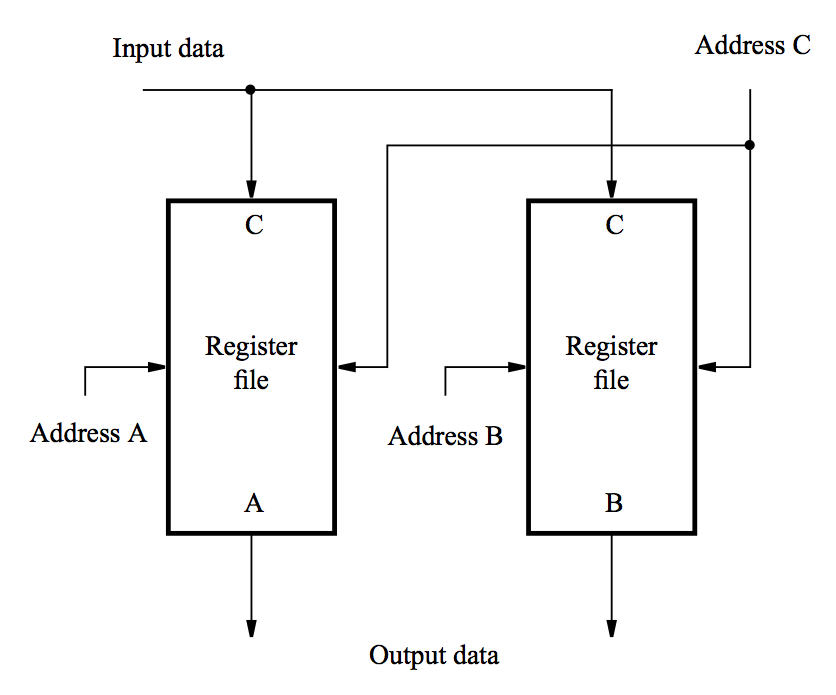 Input data
Address C
C
C
Register
file
Register
file
Address A
Address B
A
B
Output data